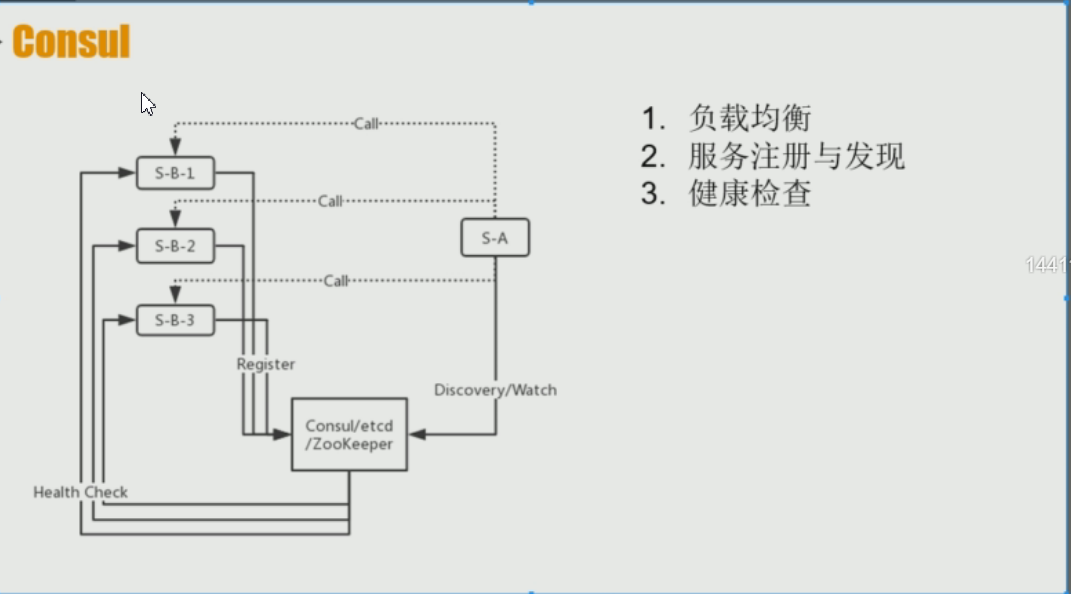 Consul
Call
S-B-1
Call
S-B-2
S-A
Call
S-B-3
Register
Discovery/Watch
Consul/etcd
/ZooKeeper
Health Check
1. 负载均衡
2. 服务注册与发现
3. 健康检查